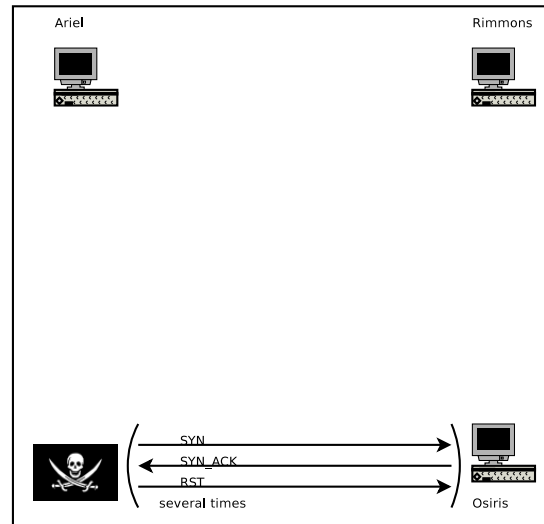 Ariel
Rimmons
SYN
SYN_ACK
RST
several times
Osiris